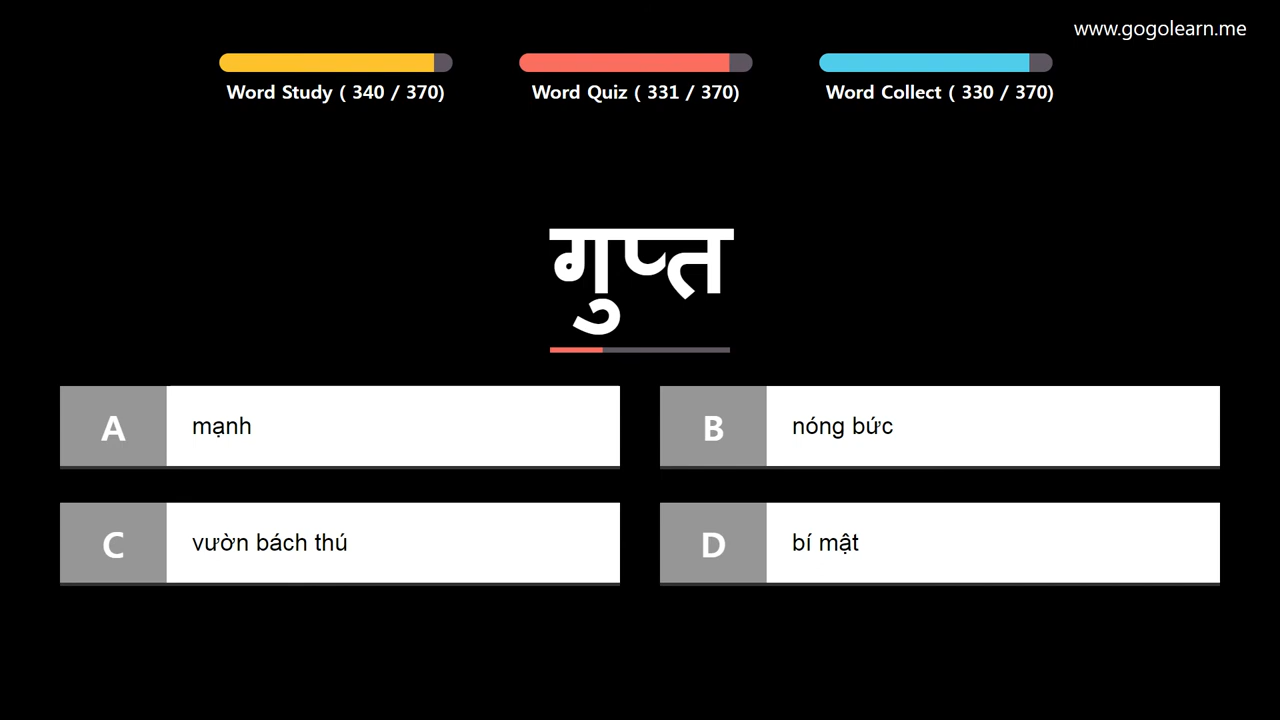 www.gogolearn.me
Word Study ( 340 / 370)
Word Quiz ( 331 / 370)
Word Collect ( 330 / 370)
गुप्त
A mạnh
B nóng bức
C vườn bách thú
D bí mật